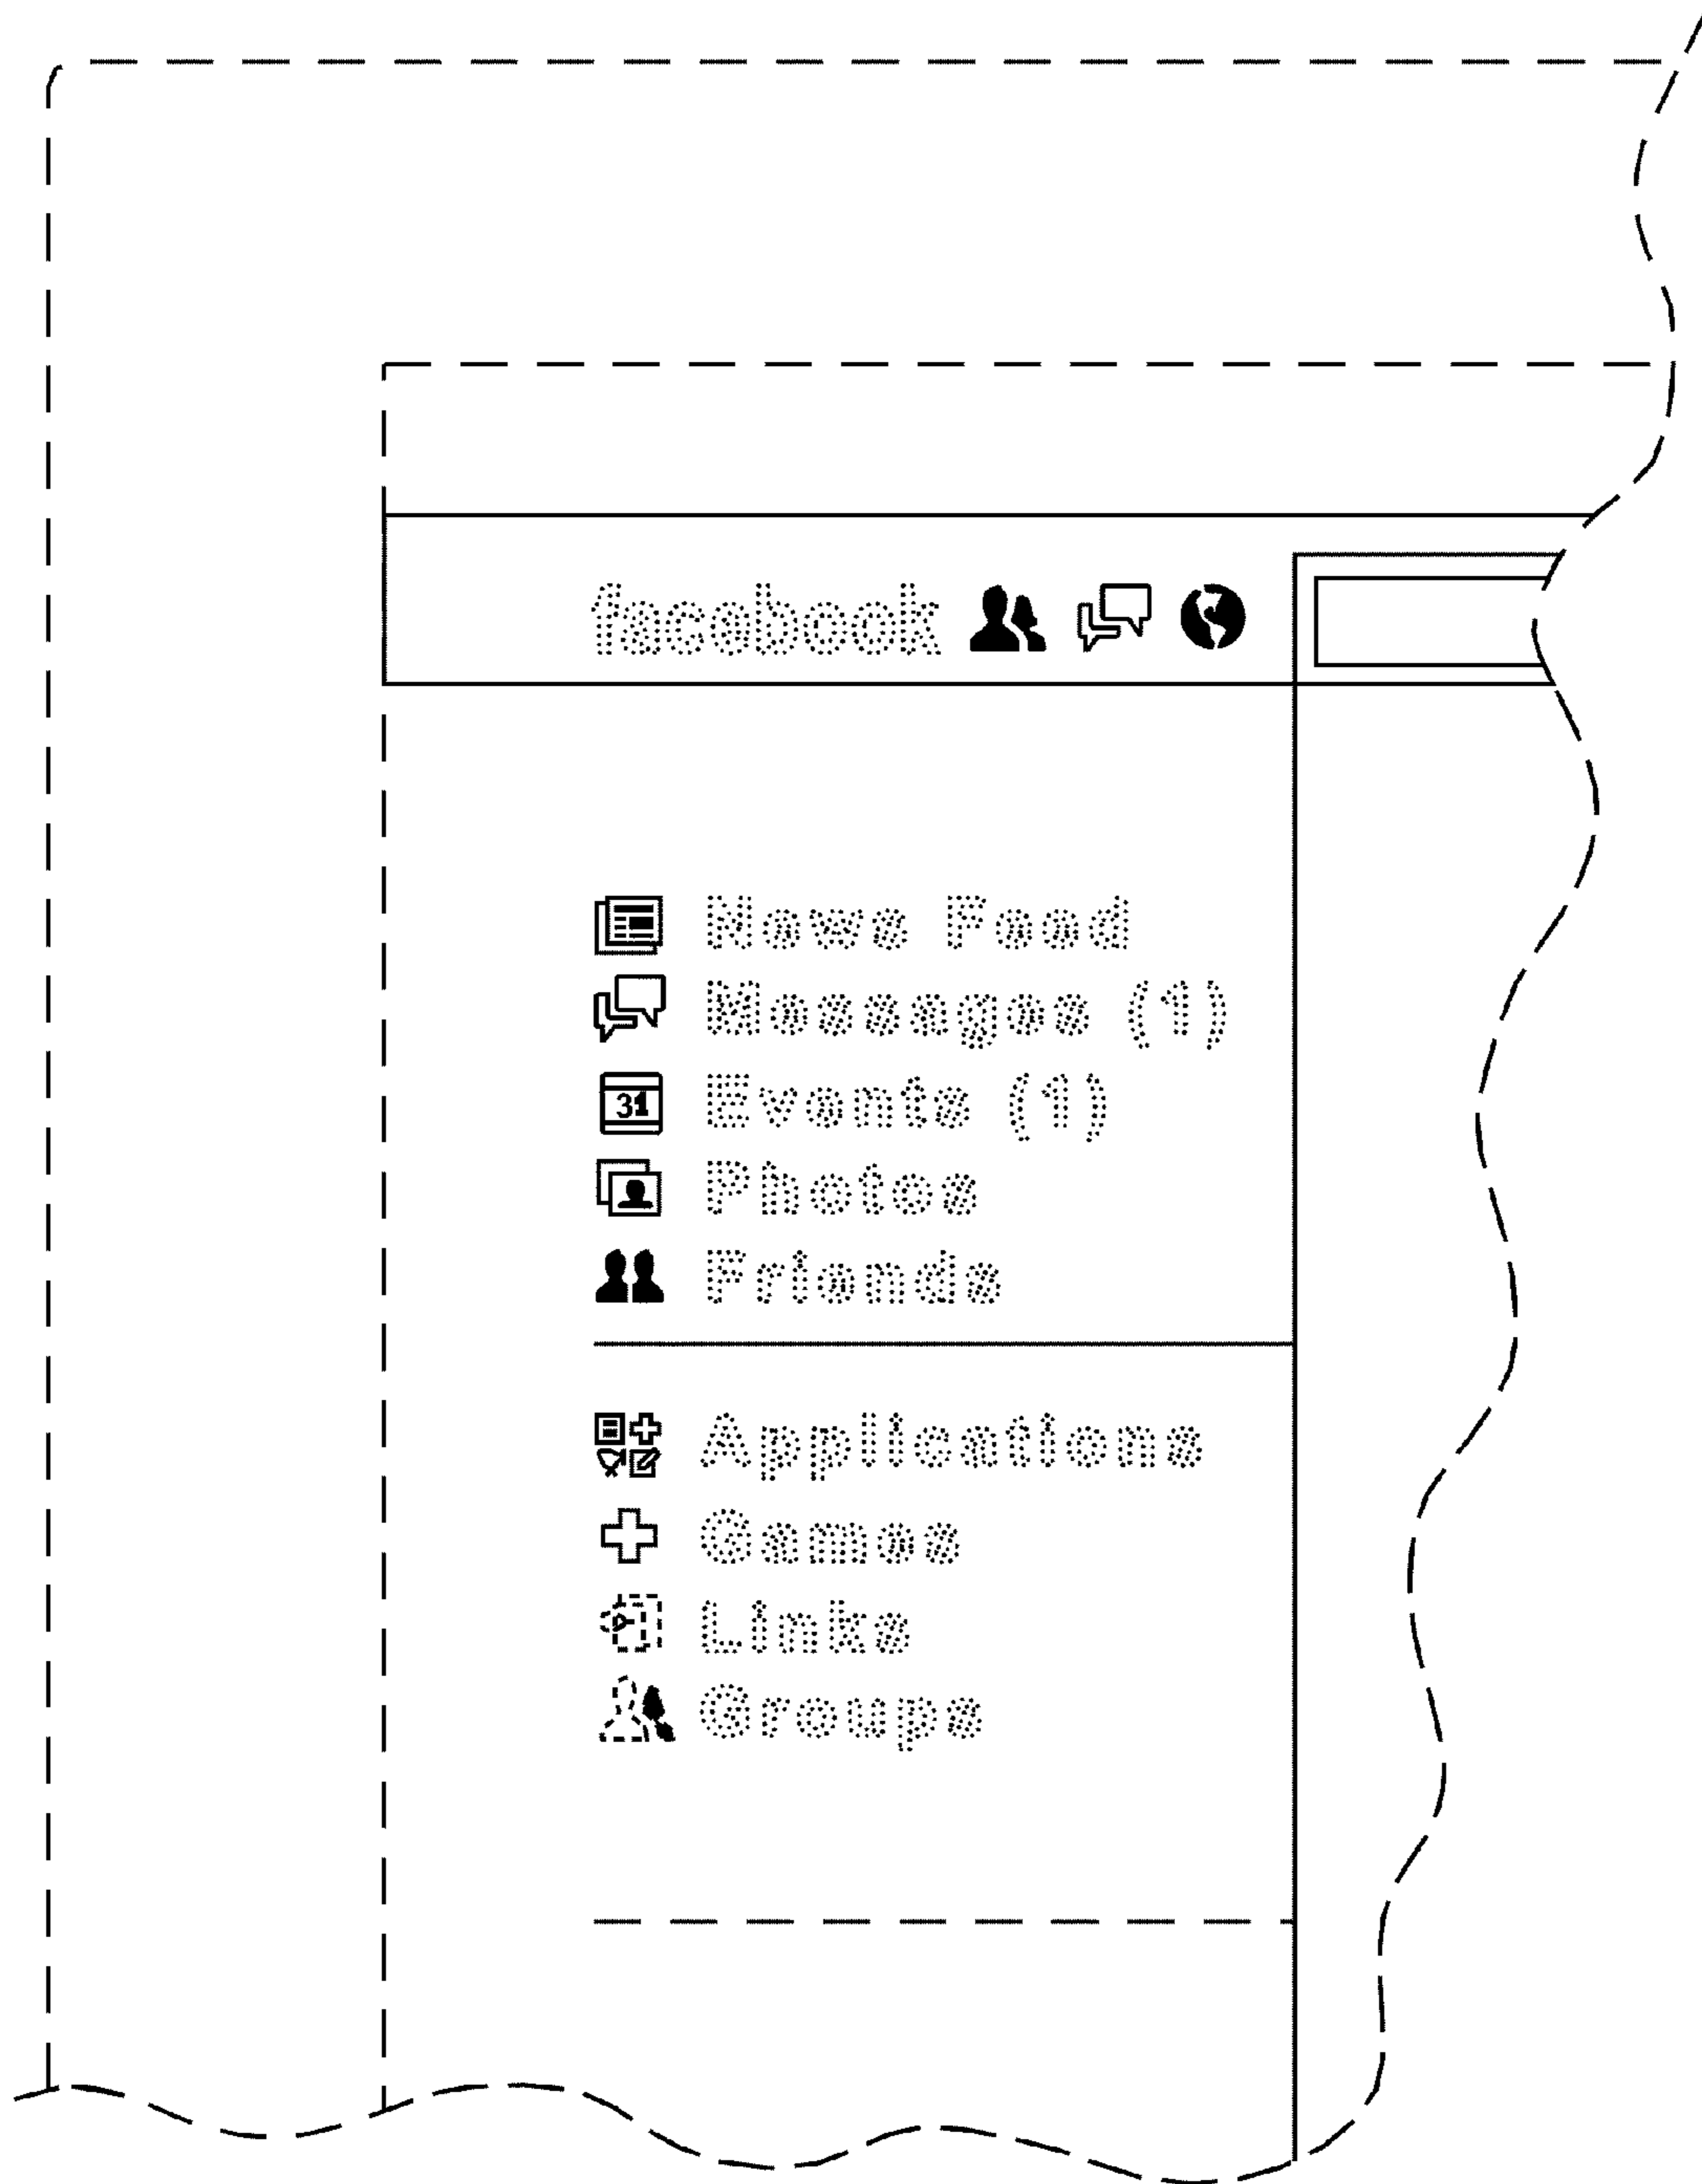 facebook
News Feed
Messages (1)
31 Events (1)
Photos
Friends
Applications
Games
Links
Groups